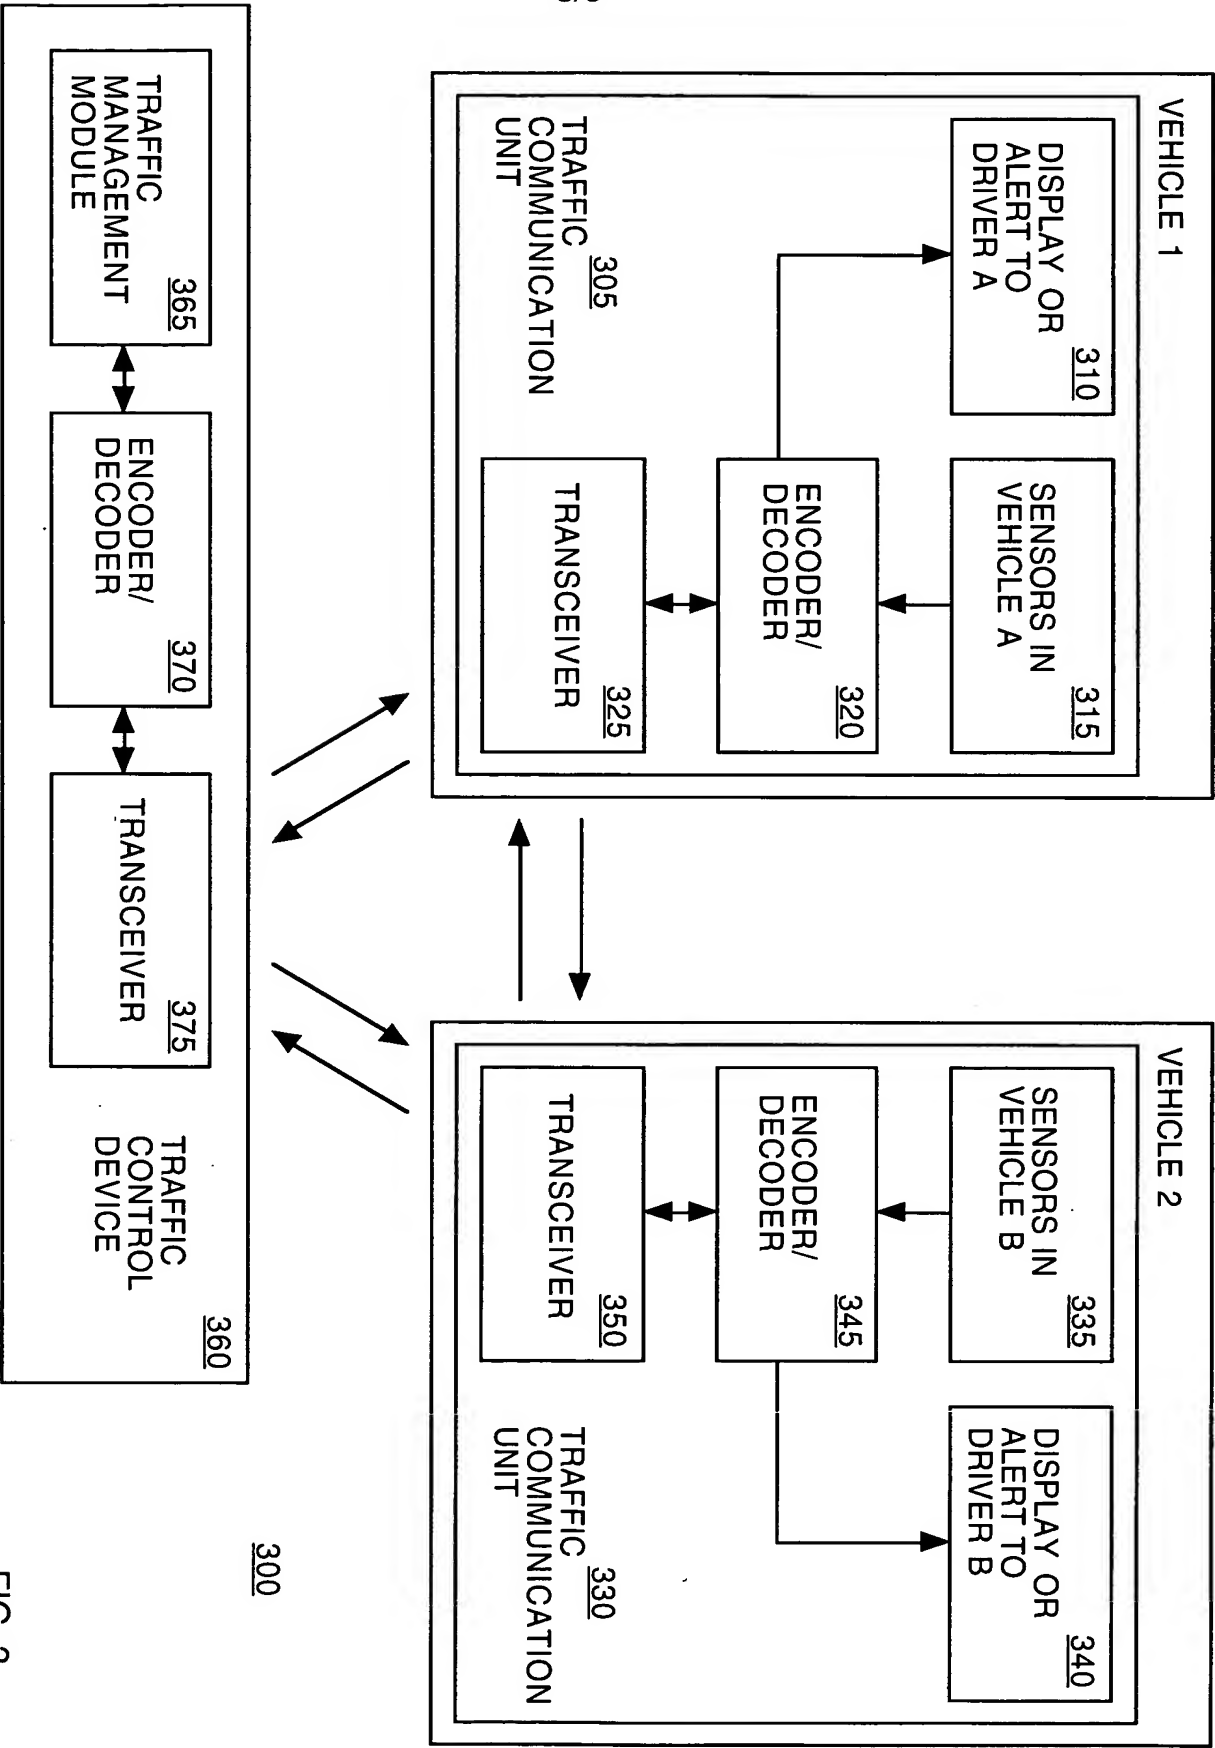 VEHICLE 1
DISPLAY OR
ALERT TO
DRIVER A
310
SENSORS IN
VEHICLE A
315
ENCODER/
DECODER
320
TRANSCEIVER
325
305
TRAFFIC
COMMUNICATION
UNIT
VEHICLE 2
SENSORS IN
VEHICLE B
335
DISPLAY OR
ALERT TO
DRIVER B
340
ENCODER/
DECODER
345
TRANSCEIVER
350
330
TRAFFIC
COMMUNICATION
UNIT
TRAFFIC
MANAGEMENT
MODULE
365
ENCODER/
DECODER
370
TRANSCEIVER
375
TRAFFIC
CONTROL
DEVICE
360
300